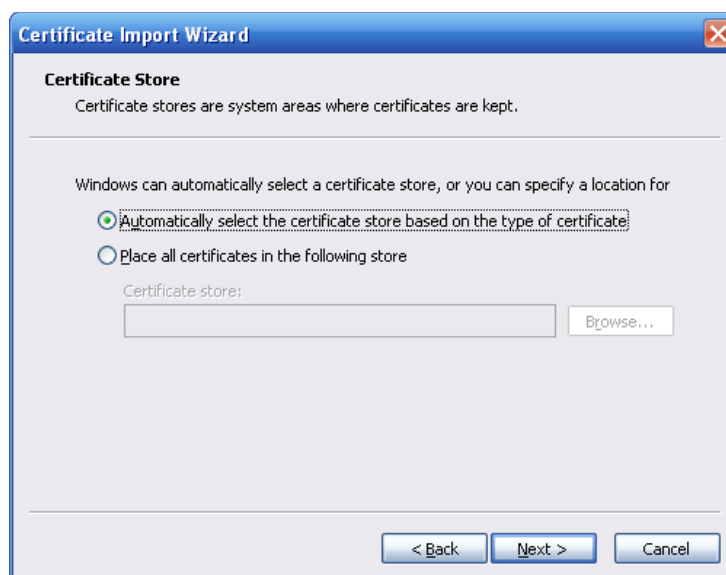 Certificate Import Wizard
Certificate Store
Certificate stores are system areas where certificates are kept.
Windows can automatically select a certificate store, or you can specify a location for
Automatically select the certificate store based on the type of certificate
Place all certificates in the following store
Certificate store:
Browse...
< Back Next > Cancel